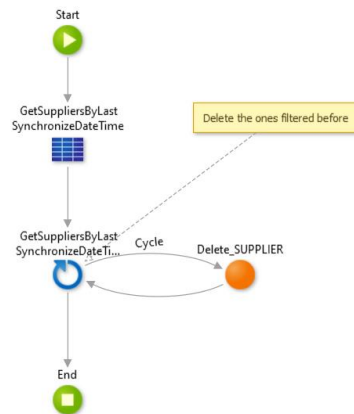 Start
GetSuppliersByLast
SynchronizeDateTime
Delete the ones filtered before
GetSuppliersByLast
SynchronizeDateTi...
Cycle
Delete_SUPPLIER
End